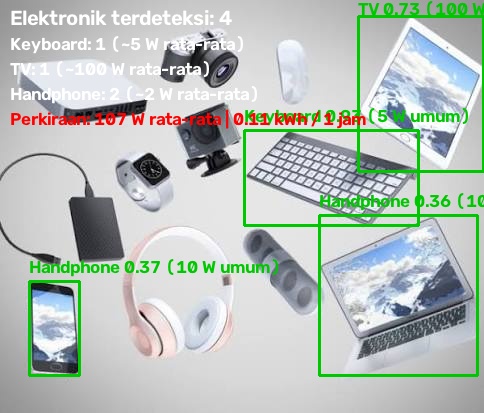 Elektronik terdeteksi: 4
TV 0.73 (100 W
Keyboard: 1 (~5 W rata-rata)
TV: 1 (~100 W rata-rata)
Handphone: 2 (~2 W rata-rata)
Perkiraan: 107 W rata-rata | 0.11 kWh / 1 jam
(5 W umum)
Handphone 0.36 (10
Handphone 0.37 (10 W umum)